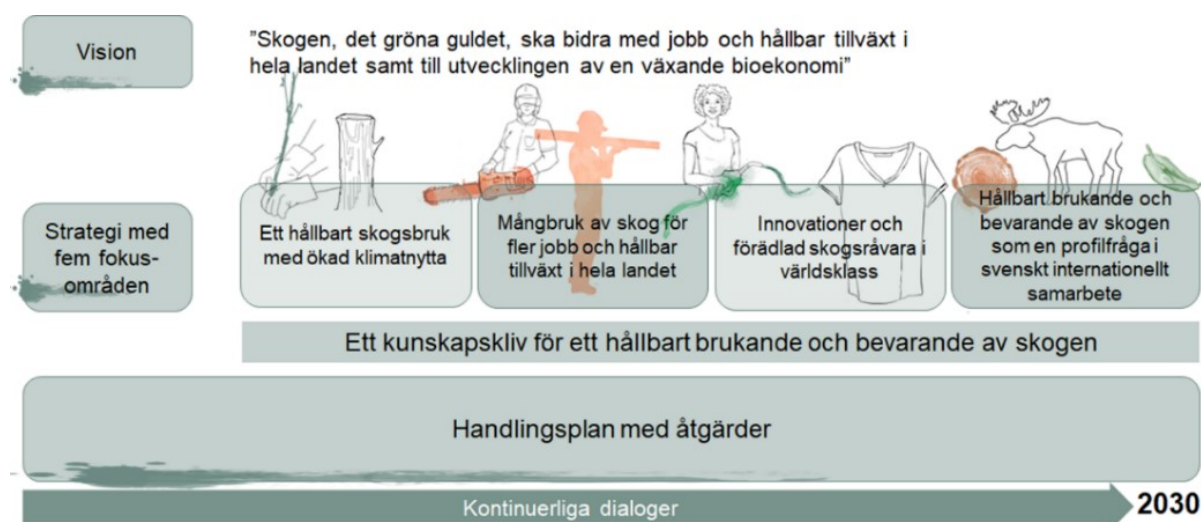 Vision
”Skogen, det gröna guldet, ska bidra med jobb och hållbar tillväxt i
hela landet samt till utvecklingen av en växande bioekonomi”
Strategi med
fem fokus-
områden
Ett hållbart skogsbruk
med ökad klimatnytta
Mångbruk av skog för
fler jobb och hållbar
tillväxt i hela landet
Innovationer och
förädlad skogsråvara i
världsklass
Hållbart brukande och
bevarande av skogen
som en profilfråga i
svenskt internationellt
samarbete
Ett kunskapskliv för ett hållbart brukande och bevarande av skogen
Handlingsplan med åtgärder
Kontinuerliga dialoger
2030